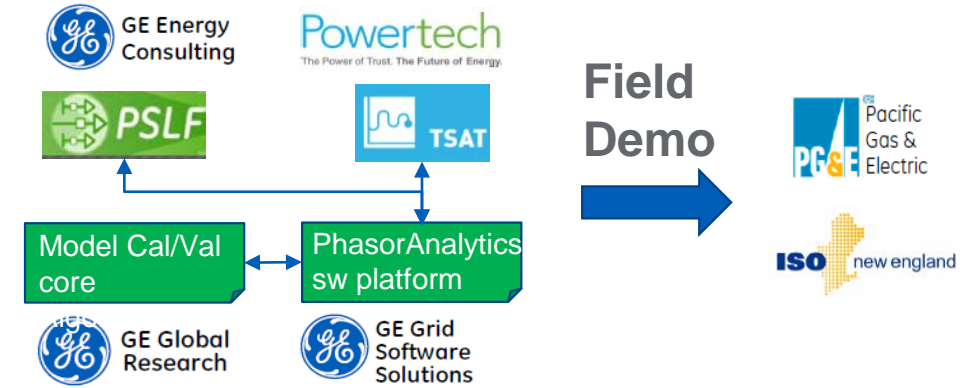 GE Energy
Consulting
Powertech
The Power of Trust. The Future of Energy.
PSLF
TSAT
Field
Demo
Pacific
Gas &
Electric
PG&E
ISO new england
Model Cal/Val
core
PhasorAnalytics
sw platform
GE Global
Research
GE Grid
Software
Solutions